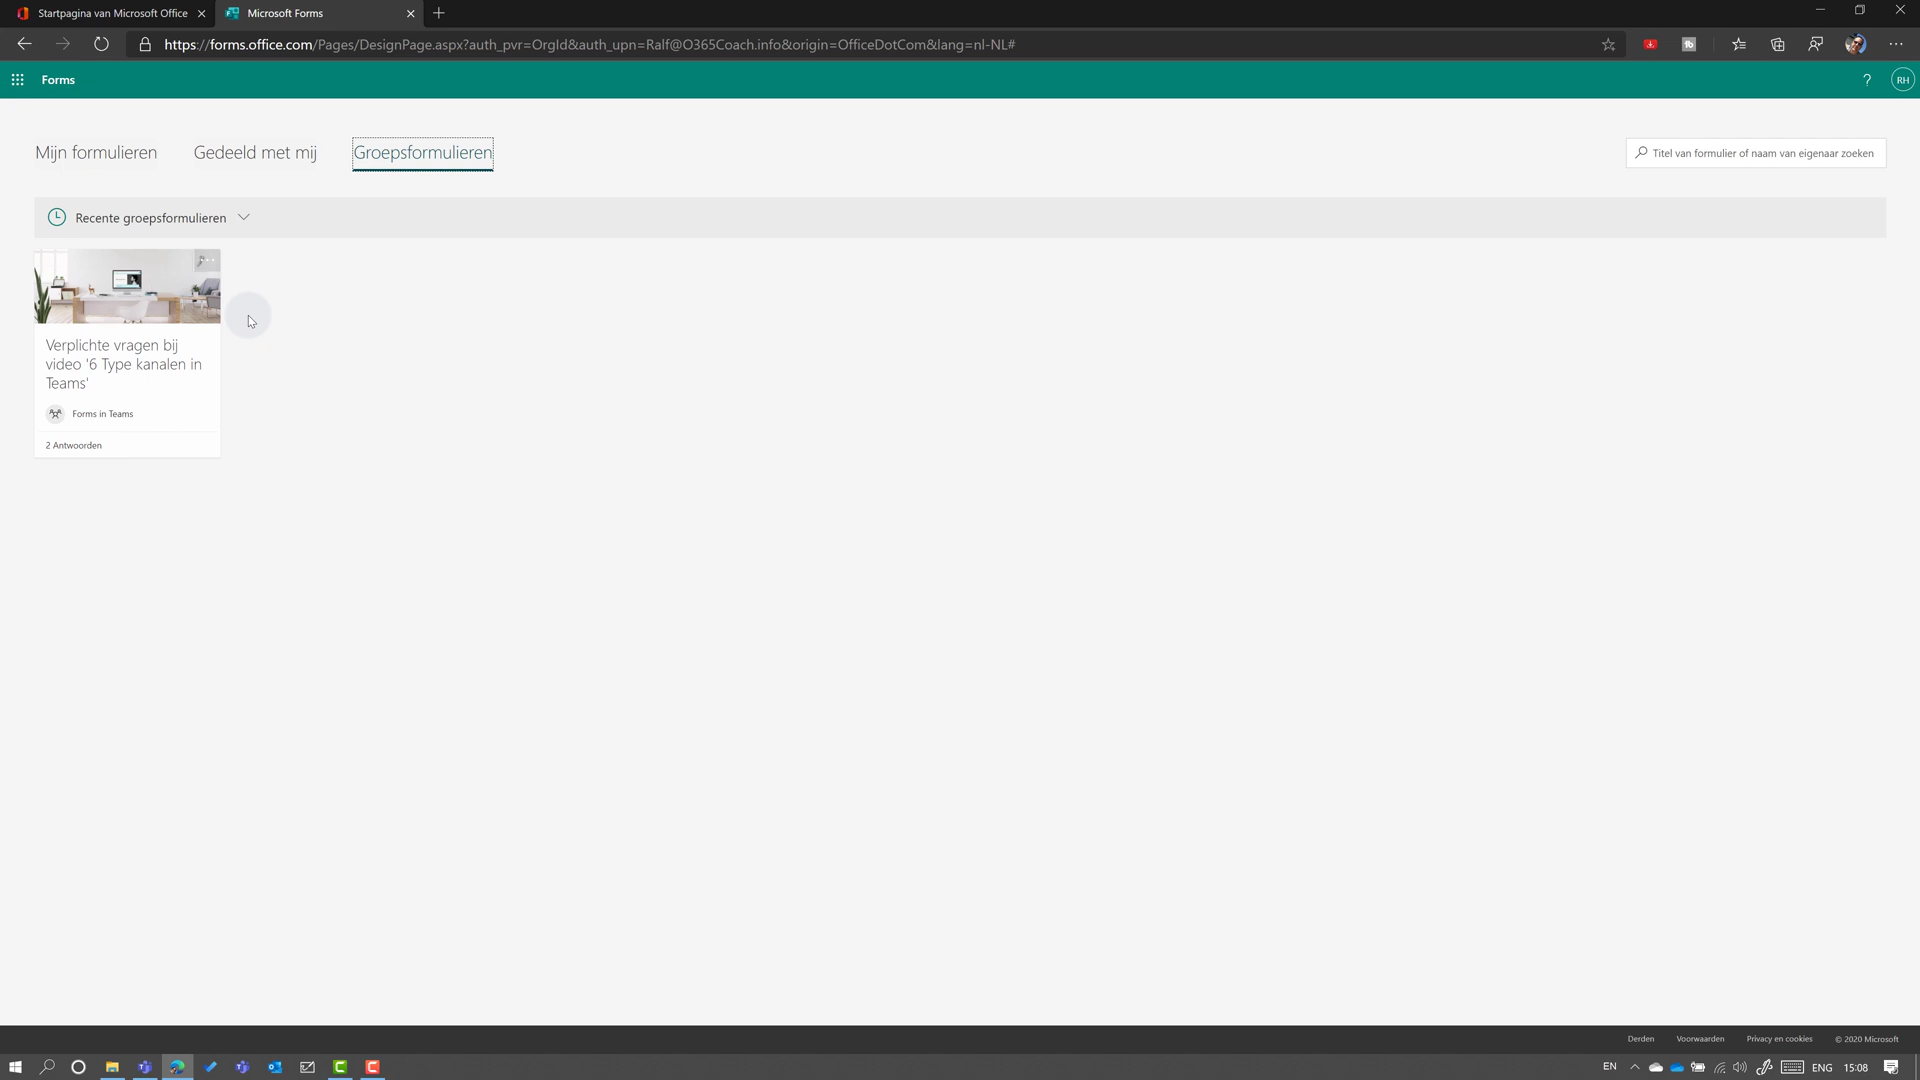 Startpagina van Microsoft Office
Microsoft Forms
https://forms.office.com/Pages/DesignPage.aspx?auth_pvr=OrgId&auth_upn=Ralf@O365Coach.info&origin=OfficeDotCom&lang=nl-NL#
Forms
?
RH
Mijn formulieren
Gedeeld met mij
Groepsformulieren
Titel van formulier of naam van eigenaar zoeken
Recente groepsformulieren
Verplichte vragen bij
video '6 Type kanalen in
Teams'
Forms in Teams
2 Antwoorden
Derden
Voorwaarden
Privacy en cookies
© 2020 Microsoft
EN
ENG
15:08